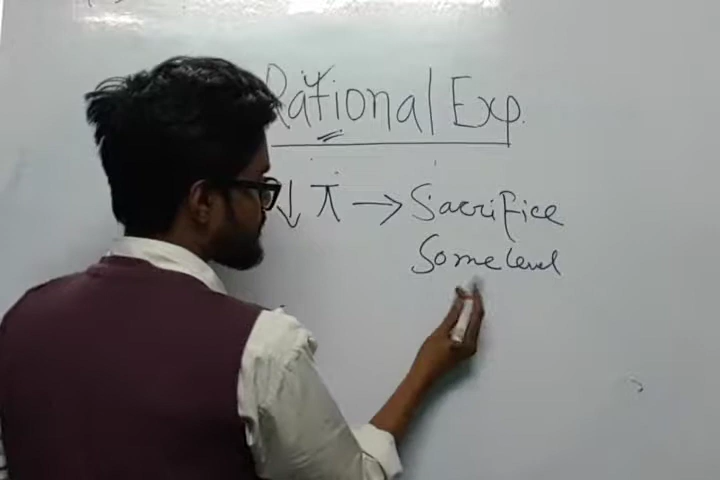 Rational Exp.
↓ π → Sacrifice
Some level